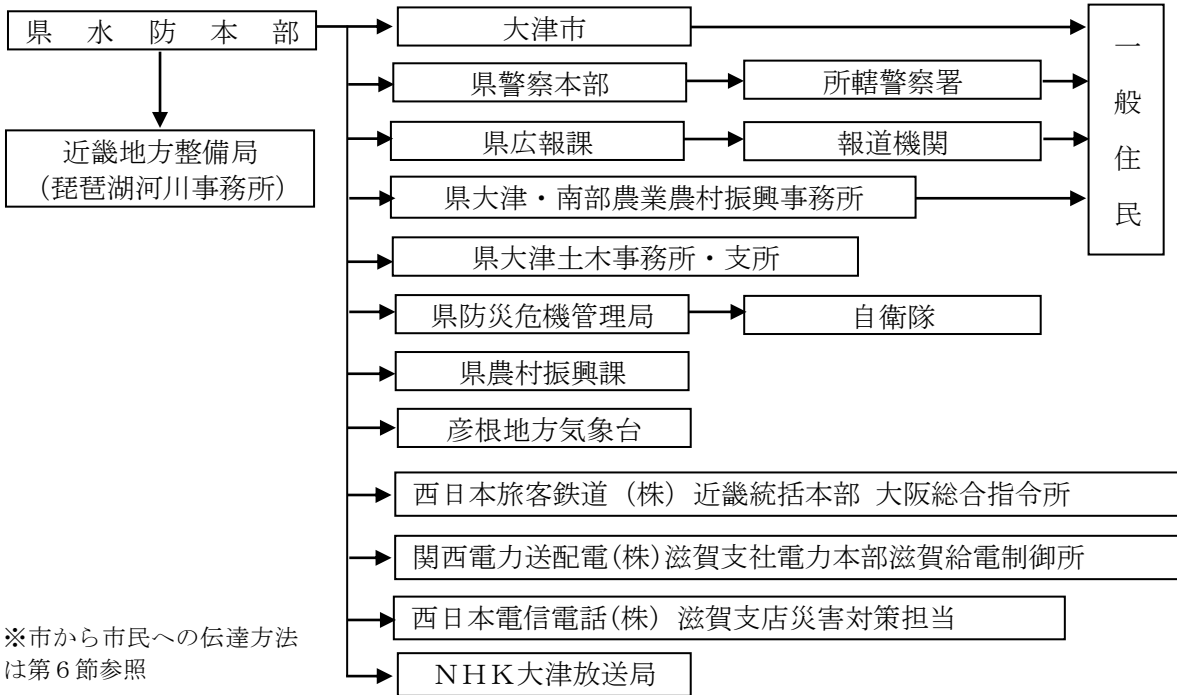 県水防本部
大津市
一般住民
県警察本部
所轄警察署
近畿地方整備局
(琵琶湖河川事務所)
県広報課
報道機関
県大津・南部農業農村振興事務所
県大津土木事務所・支所
県防災危機管理局
自衛隊
県農村振興課
彦根地方気象台
西日本旅客鉄道（株）近畿統括本部 大阪総合指令所
関西電力送配電(株)滋賀支社電力本部滋賀給電制御所
西日本電信電話(株) 滋賀支店災害対策担当
NHK大津放送局
※市から市民への伝達方法
は第６節参照